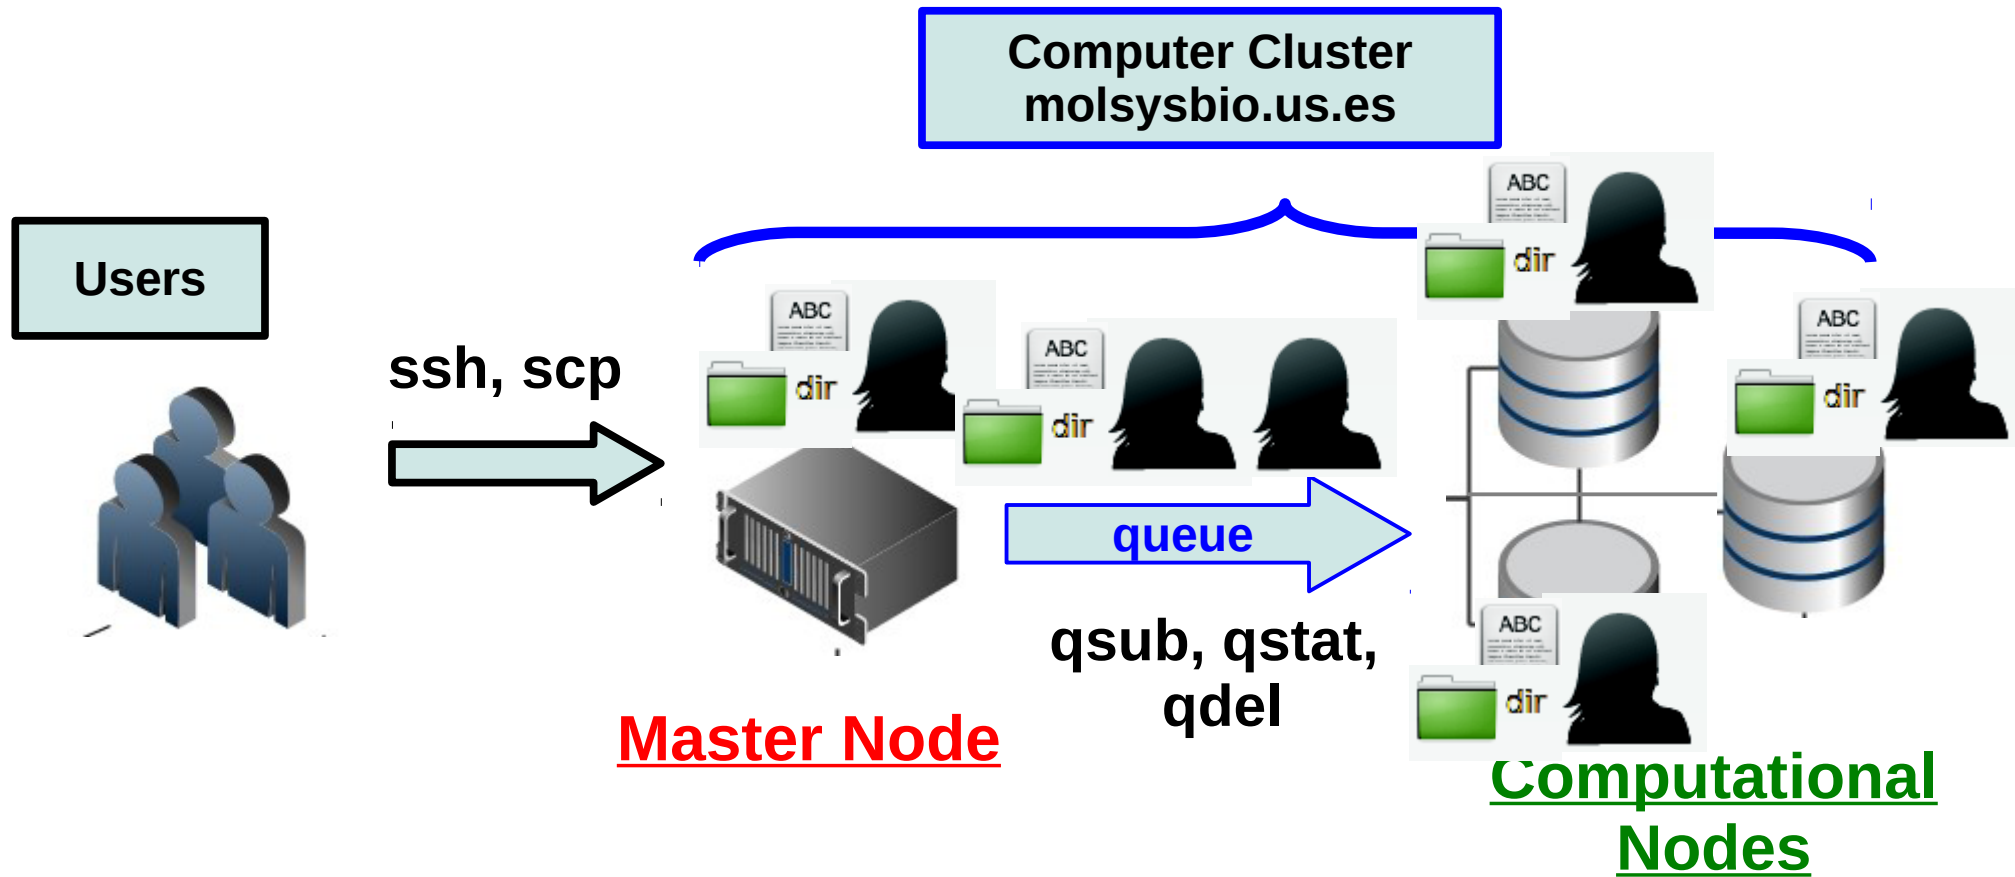 Computer Cluster
molsysbio.us.es
Users
ssh, scp
ABC
dir
ABC
dir
ABC
dir
ABC
dir
queue
qsub, qstat,
qdel
ABC
dir
Master Node
Computational
Nodes